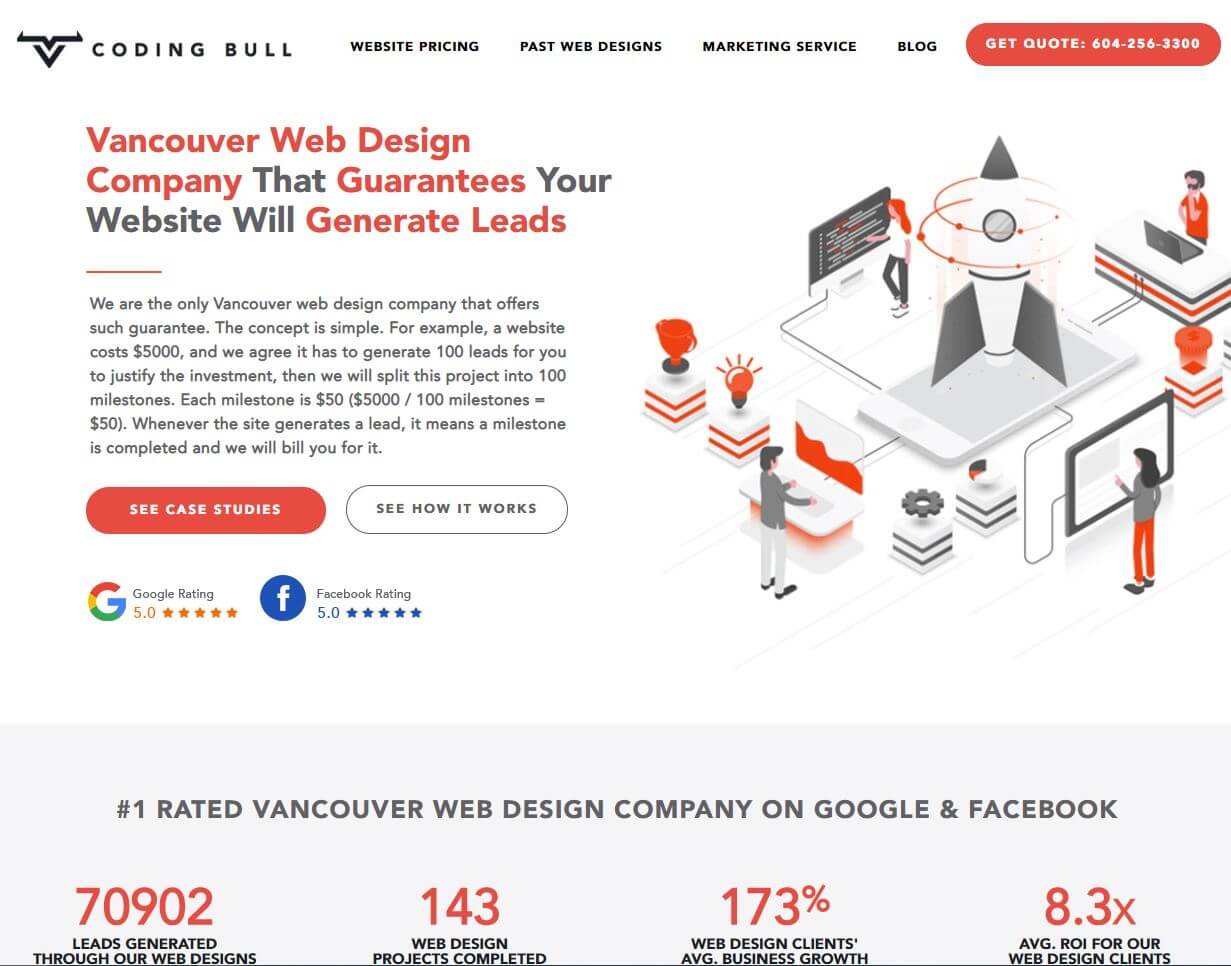 CODING BULL
WEBSITE PRICING
PAST WEB DESIGNS
MARKETING SERVICE
BLOG
GET QUOTE: 604-256-3300
Vancouver Web Design
Company That Guarantees Your
Website Will Generate Leads
We are the only Vancouver web design company that offers
such guarantee. The concept is simple. For example, a website
costs $5000, and we agree it has to generate 100 leads for you
to justify the investment, then we will split this project into 100
milestones. Each milestone is $50 ($5000 / 100 milestones =
$50). Whenever the site generates a lead, it means a milestone
is completed and we will bill you for it.
SEE CASE STUDIES
SEE HOW IT WORKS
Google Rating
5.0
f
Facebook Rating
5.0
#1 RATED VANCOUVER WEB DESIGN COMPANY ON GOOGLE & FACEBOOK
70902
LEADS GENERATED
THROUGH OUR WEB DESIGNS
143
WEB DESIGN
PROJECTS COMPLETED
173%
WEB DESIGN CLIENTS'
AVG. BUSINESS GROWTH
8.3x
AVG. ROI FOR OUR
WEB DESIGN CLIENTS